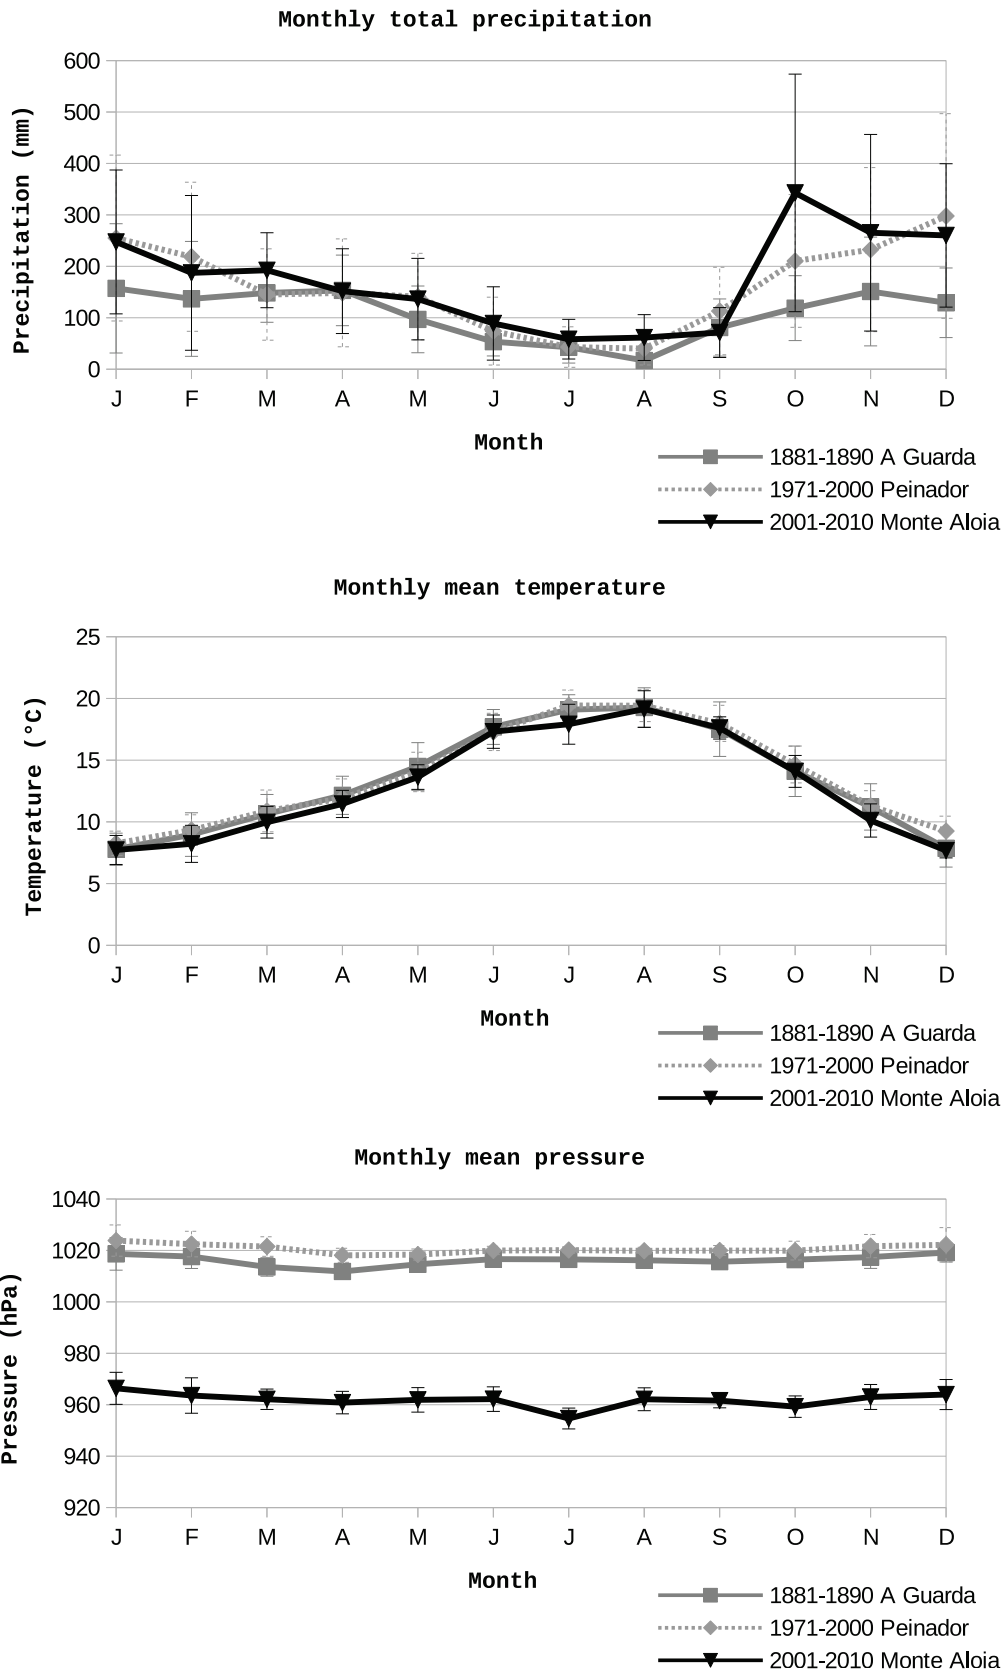 Monthly total precipitation
Precipitation (mm)
600
500
400
300
200
100
0
J F M A M J J A S O N D
Month
1881-1890 A Guarda
1971-2000 Peinador
2001-2010 Monte Aloia
Monthly mean temperature
Temperature (°C)
25
20
15
10
5
0
J F M A M J J A S O N D
Month
1881-1890 A Guarda
1971-2000 Peinador
2001-2010 Monte Aloia
Monthly mean pressure
Pressure (hPa)
1040
1020
1000
980
960
940
920
J F M A M J J A S O N D
Month
1881-1890 A Guarda
1971-2000 Peinador
2001-2010 Monte Aloia